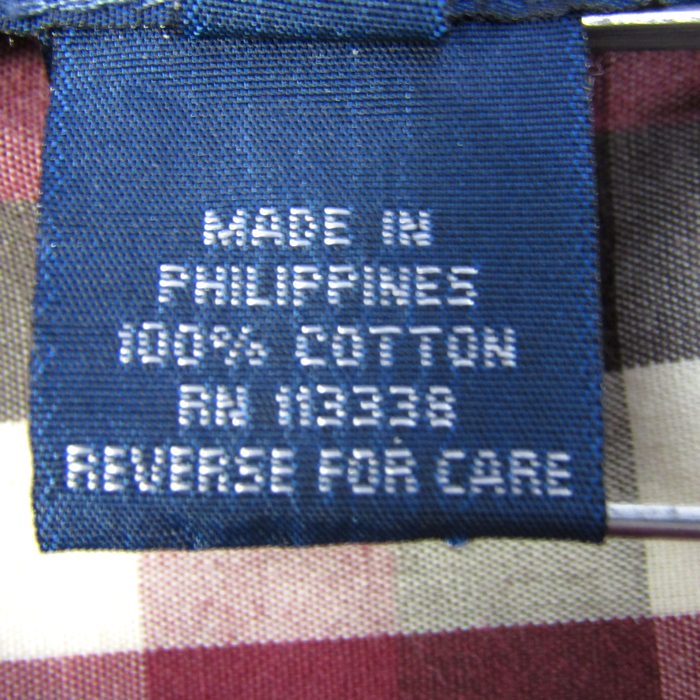 MADE IN
PHILIPPINES
100% COTTON
RN 113338
REVERSE FOR CARE